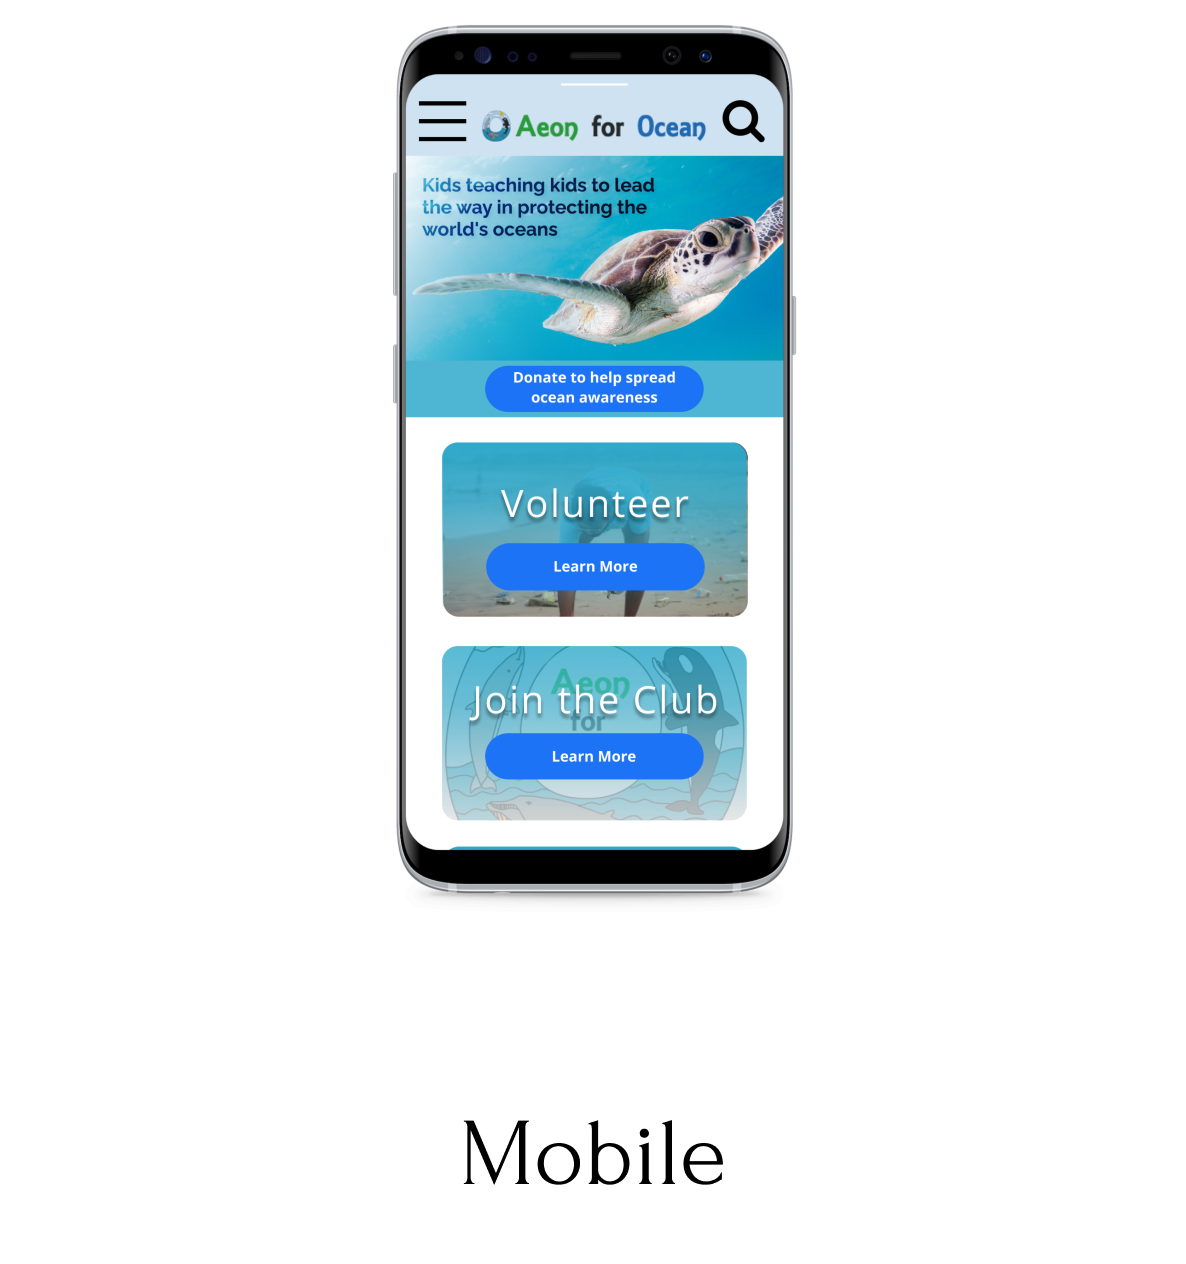 Aeon for Ocean
Kids teaching kids to lead
the way in protecting the
world's oceans
Donate to help spread
ocean awareness
Volunteer
Learn More
Aeon
Join the Club
for
Learn More
Mobile